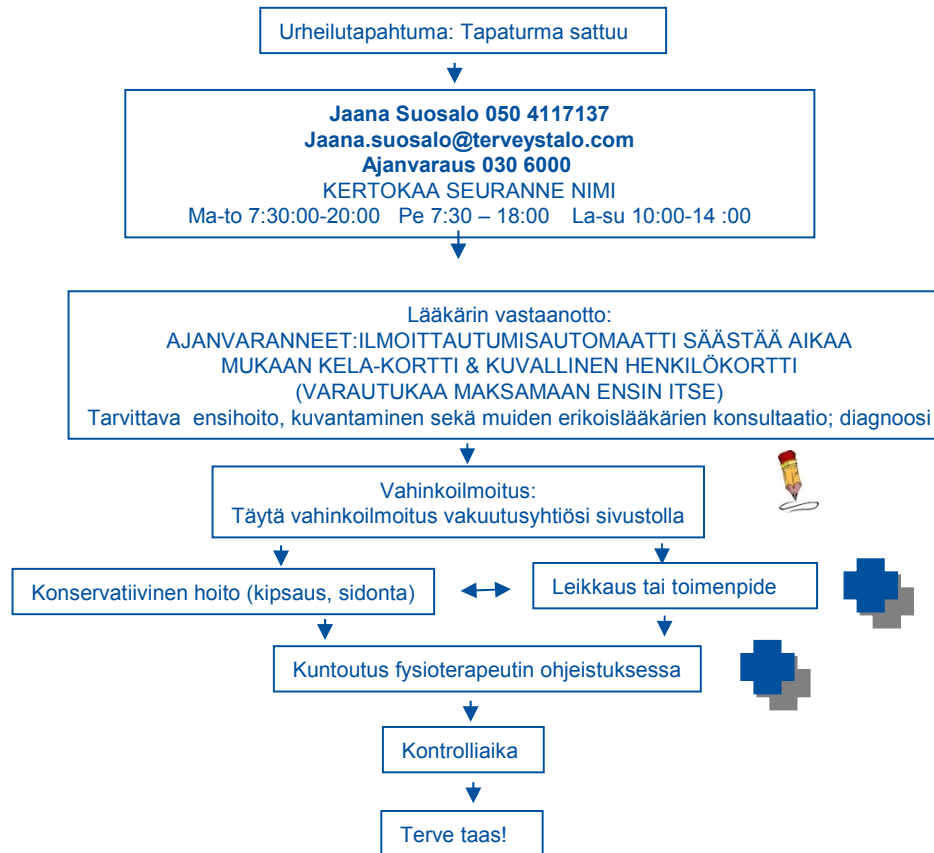 Urheilutapahtuma: Tapaturma sattuu
Jaana Suosalo 050 4117137
Jaana.suosalo@terveystalo.com
Ajanvaraus 030 6000
KERTOKAA SEURANNE NIMI
Ma-to 7:30:00-20:00 Pe 7:30 – 18:00 La-su 10:00-14 :00
Lääkärin vastaanotto:
AJANVARANNEET:ILMOITTAUTUMISAUTOMAATTI SÄÄSTÄÄ AIKAA
MUKAAN KELA-KORTTI & KUVALLINEN HENKILÖKORTTI
(VARAUTUKAA MAKSAMAAN ENSIN ITSE)
Tarvittava ensihoito, kuvantaminen sekä muiden erikoislääkärien konsultaatio; diagnoosi
Vahinkoilmoitus:
Täytä vahinkoilmoitus vakuutusyhtiösi sivustolla
Konservatiivinen hoito (kipsaus, sidonta)
Leikkaus tai toimenpide
Kuntoutus fysioterapeutin ohjeistuksessa
Kontrolliaika
Terve taas!